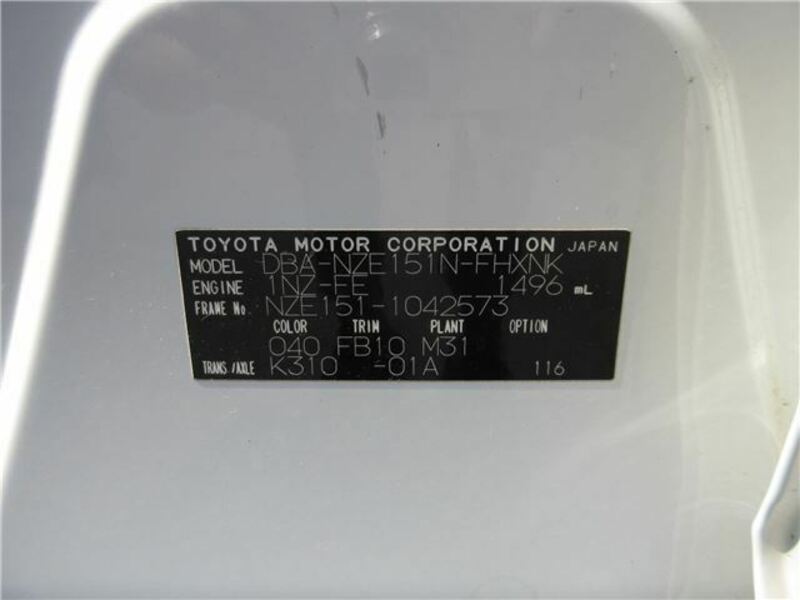 TOYOTA MOTOR CORPORATION JAPAN
MODEL DBA-NZE151N-FHXNK
ENGINE 1NZ-FE 1496 mL
FRAME No. NZE151-1042573
COLOR TRIM PLANT OPTION
040 FB10 M31
TRANS/AXLE K310 -01A 116